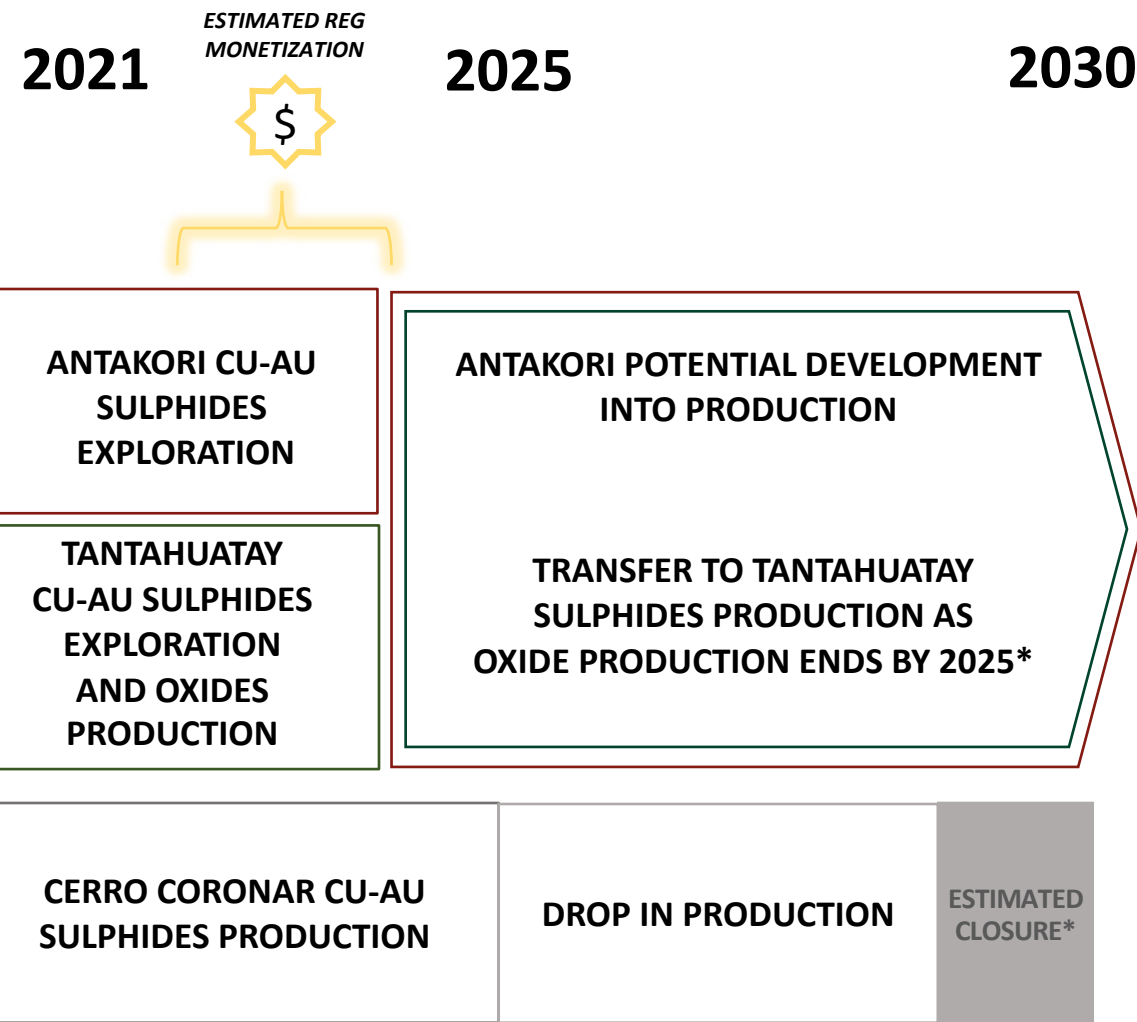 ESTIMATED REG
MONETIZATION
2021
2025
2030
$
ANTAKORI CU-AU
SULPHIDES
EXPLORATION
ANTAKORI POTENTIAL DEVELOPMENT
INTO PRODUCTION
TANTAHUATAY
CU-AU SULPHIDES
EXPLORATION
AND OXIDES
PRODUCTION
TRANSFER TO TANTAHUATAY
SULPHIDES PRODUCTION AS
OXIDE PRODUCTION ENDS BY 2025*
CERRO CORONAR CU-AU
SULPHIDES PRODUCTION
DROP IN PRODUCTION
ESTIMATED
CLOSURE*